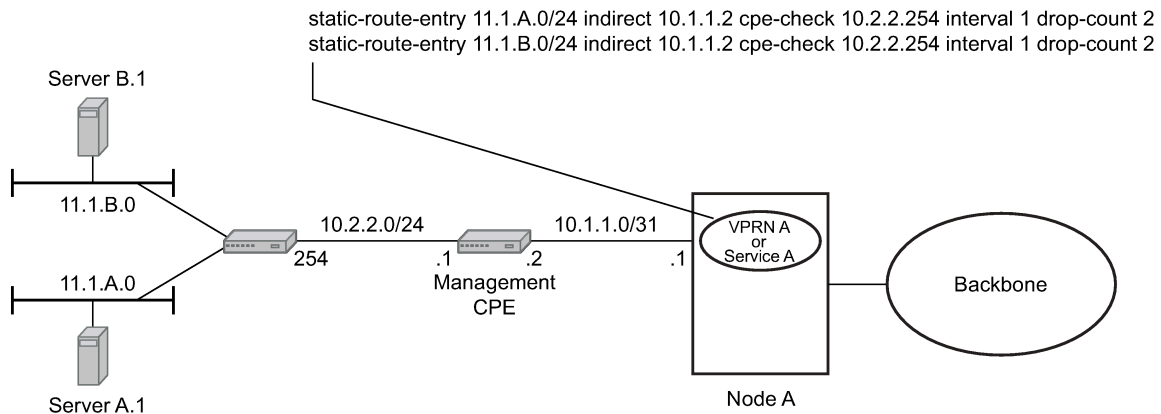 static-route-entry 11.1.A.0/24 indirect 10.1.1.2 cpe-check 10.2.2.254 interval 1 drop-count 2
static-route-entry 11.1.B.0/24 indirect 10.1.1.2 cpe-check 10.2.2.254 interval 1 drop-count 2
Server B.1
11.1.B.0
10.2.2.0/24
10.1.1.0/31
VPRN A
or
Service A
254
.1
.2
.1
Management
CPE
11.1.A.0
Backbone
Server A.1
Node A